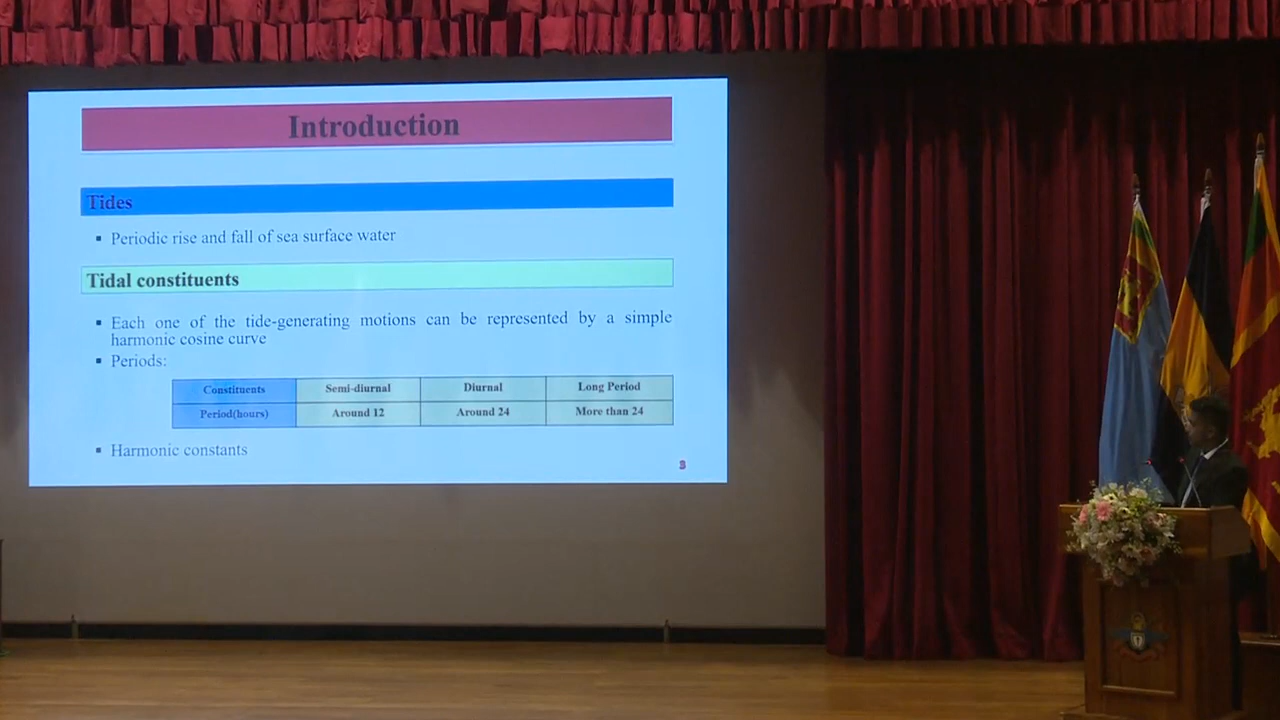 Introduction
Tides
▪ Periodic rise and fall of sea surface water
Tidal constituents
▪ Each one of the tide-generating motions can be represented by a simple
harmonic cosine curve
▪ Periods:
Constituents Semi-diurnal Diurnal Long Period
Period(hours) Around 12 Around 24 More than 24
▪ Harmonic constants
3